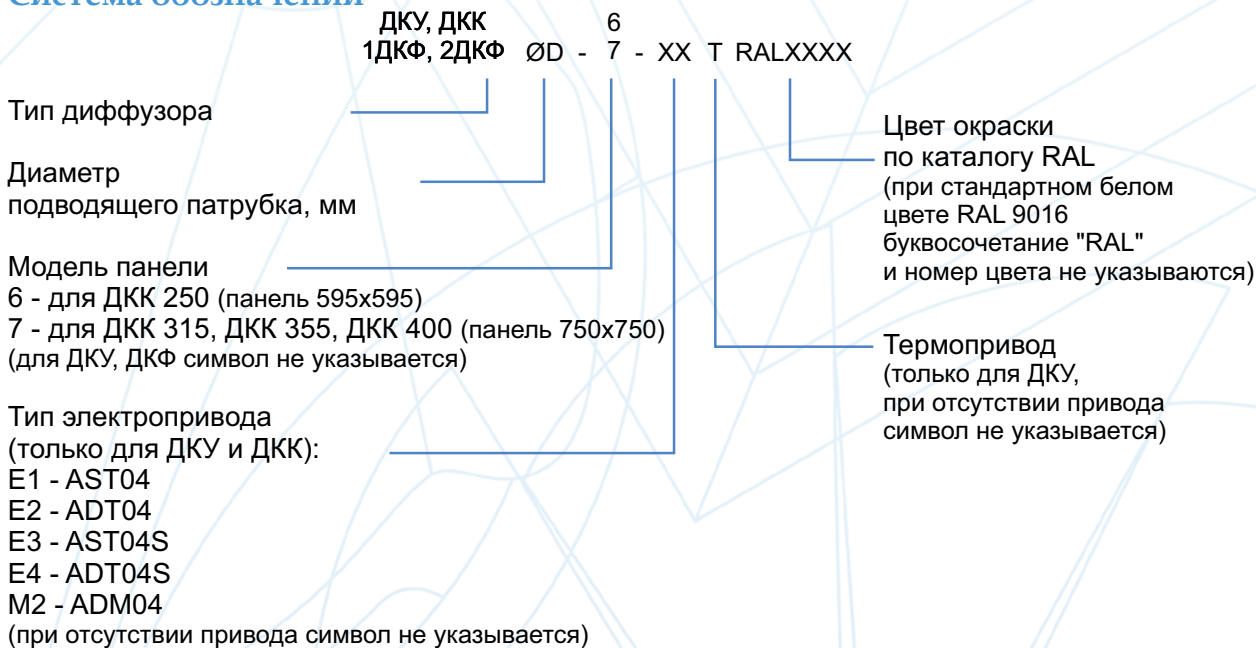 Система обозначений
ДКУ, ДКК 6
1ДКФ, 2ДКФ ØD - 7 - XX Т RALXXXX
Тип диффузора
Диаметр
подводящего патрубка, мм
Модель панели
6 - для ДКК 250 (панель 595x595)
7 - для ДКК 315, ДКК 355, ДКК 400 (панель 750x750)
(для ДКУ, ДКФ символ не указывается)
Тип электропривода
(только для ДКУ и ДКК):
E1 - AST04
E2 - ADT04
E3 - AST04S
E4 - ADT04S
M2 - ADM04
(при отсутствии привода символ не указывается)
Цвет окраски
по каталогу RAL
(при стандартном белом
цвете RAL 9016
буквосочетание "RAL"
и номер цвета не указываются)
Термопривод
(только для ДКУ,
при отсутствии привода
символ не указывается)